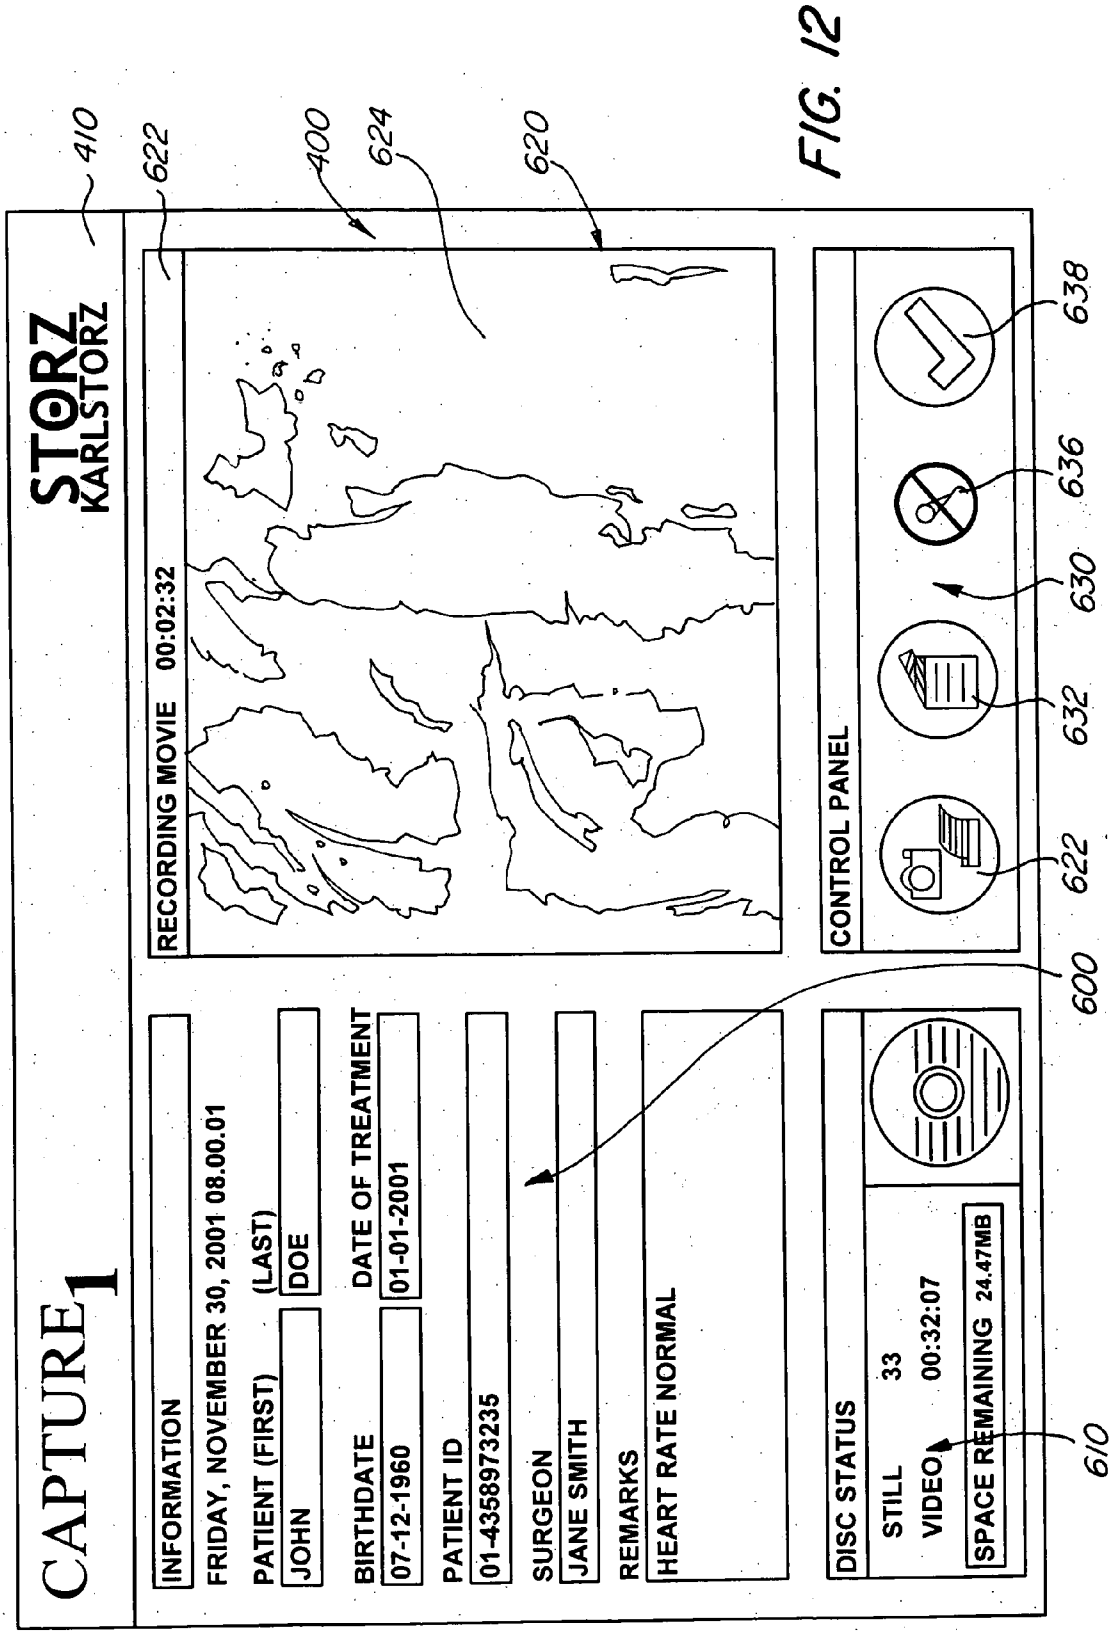 CAPTURE 1
STORZ
KARLSTORZ
410
INFORMATION
FRIDAY, NOVEMBER 30, 2001 08.00.01
PATIENT (FIRST) (LAST)
JOHN DOE
BIRTHDATE DATE OF TREATMENT
07-12-1960 01-01-2001
PATIENT ID
01-4358973235
SURGEON
JANE SMITH
REMARKS
HEART RATE NORMAL
RECORDING MOVIE 00:02:32
622
400
624
620
DISC STATUS
STILL 33
VIDEO 00:32:07
SPACE REMAINING 24.47MB
610
600
CONTROL PANEL
622
632
630
636
638
FIG. 12